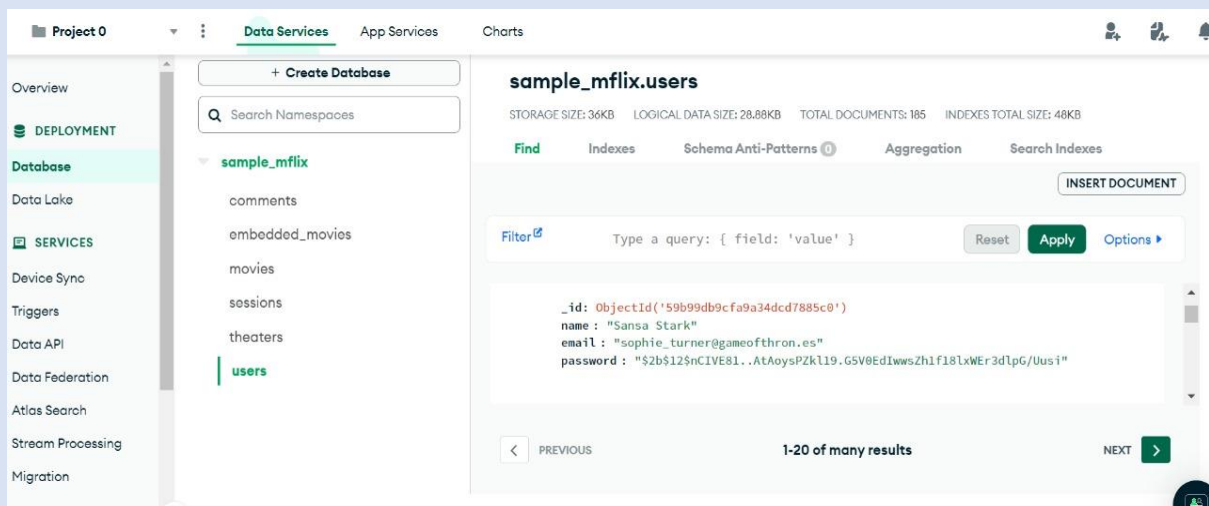 Project 0
Data Services
App Services
Charts
Overview
DEPLOYMENT
Database
Data Lake
SERVICES
Device Sync
Triggers
Data API
Data Federation
Atlas Search
Stream Processing
Migration
+ Create Database
Search Namespaces
sample_mflix
comments
embedded_movies
movies
sessions
theaters
users
sample_mflix.users
STORAGE SIZE: 36KB LOGICAL DATA SIZE: 28.88KB TOTAL DOCUMENTS: 185 INDEXES TOTAL SIZE: 48KB
Find Indexes Schema Anti-Patterns 0 Aggregation Search Indexes
INSERT DOCUMENT
Filter Type a query: { field: 'value' } Reset Apply Options
_id: ObjectId('59b99db9cfa9a34dcd7885c0')
name : "Sansa Stark"
email : "sophie_turner@gameofthron.es"
password : "$2b$12$nCIVE81..AtAoysPZkl19.G5V0EdIwwsZh1f18lxWEr3dlpG/Uusi"
PREVIOUS 1-20 of many results NEXT